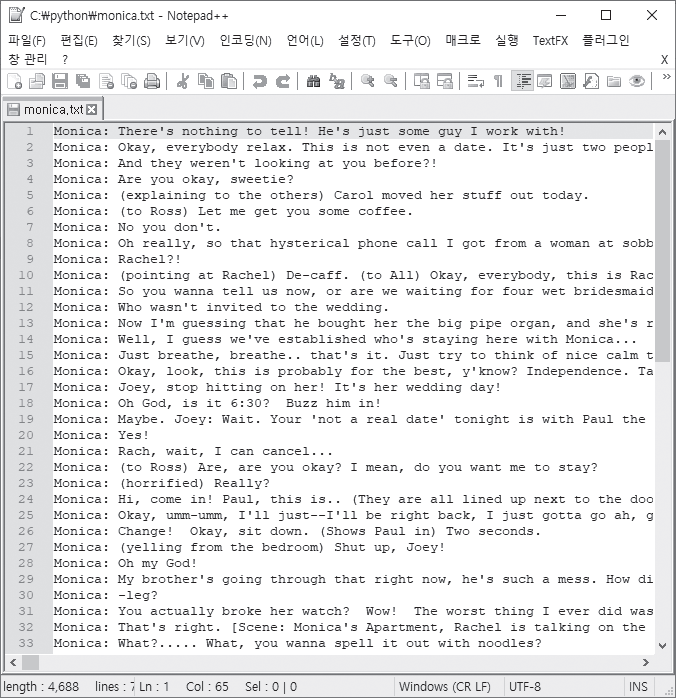 C:₩python₩monica.txt - Notepad++
파일(F) 편집(E) 찾기(S) 보기(V) 인코딩(N) 언어(L) 설정(T) 도구(O) 매크로 실행 TextFX 플러그인
창 관리 ? X
monica.txt
1 Monica: There's nothing to tell! He's just some guy I work with!
2 Monica: Okay, everybody relax. This is not even a date. It's just two peopl
3 Monica: And they weren't looking at you before?!
4 Monica: Are you okay, sweetie?
5 Monica: (explaining to the others) Carol moved her stuff out today.
6 Monica: (to Ross) Let me get you some coffee.
7 Monica: No you don't.
8 Monica: Oh really, so that hysterical phone call I got from a woman at sobb
9 Monica: Rachel?!
10 Monica: (pointing at Rachel) De-caff. (to All) Okay, everybody, this is Rac
11 Monica: So you wanna tell us now, or are we waiting for four wet bridesmaid
12 Monica: Who wasn't invited to the wedding.
13 Monica: Now I'm guessing that he bought her the big pipe organ, and she's r
14 Monica: Well, I guess we've established who's staying here with Monica...
15 Monica: Just breathe, breathe.. that's it. Just try to think of nice calm t
16 Monica: Okay, look, this is probably for the best, y'know? Independence. Ta
17 Monica: Joey, stop hitting on her! It's her wedding day!
18 Monica: Oh God, is it 6:30?  Buzz him in!
19 Monica: Maybe. Joey: Wait. Your 'not a real date' tonight is with Paul the
20 Monica: Yes!
21 Monica: Rach, wait, I can cancel...
22 Monica: (to Ross) Are, are you okay? I mean, do you want me to stay?
23 Monica: (horrified) Really?
24 Monica: Hi, come in! Paul, this is.. (They are all lined up next to the doo
25 Monica: Okay, umm-umm, I'll just--I'll be right back, I just gotta go ah, g
26 Monica: Change!  Okay, sit down. (Shows Paul in) Two seconds.
27 Monica: (yelling from the bedroom) Shut up, Joey!
28 Monica: Oh my God!
29 Monica: My brother's going through that right now, he's such a mess. How di
30 Monica: -leg?
31 Monica: You actually broke her watch?  Wow!  The worst thing I ever did was
32 Monica: That's right. [Scene: Monica's Apartment, Rachel is talking on the
33 Monica: What?..... What, you wanna spell it out with noodles?
length : 4,688 lines : 7 Ln : 1 Col : 65 Sel : 0 | 0 Windows (CR LF) UTF-8 INS